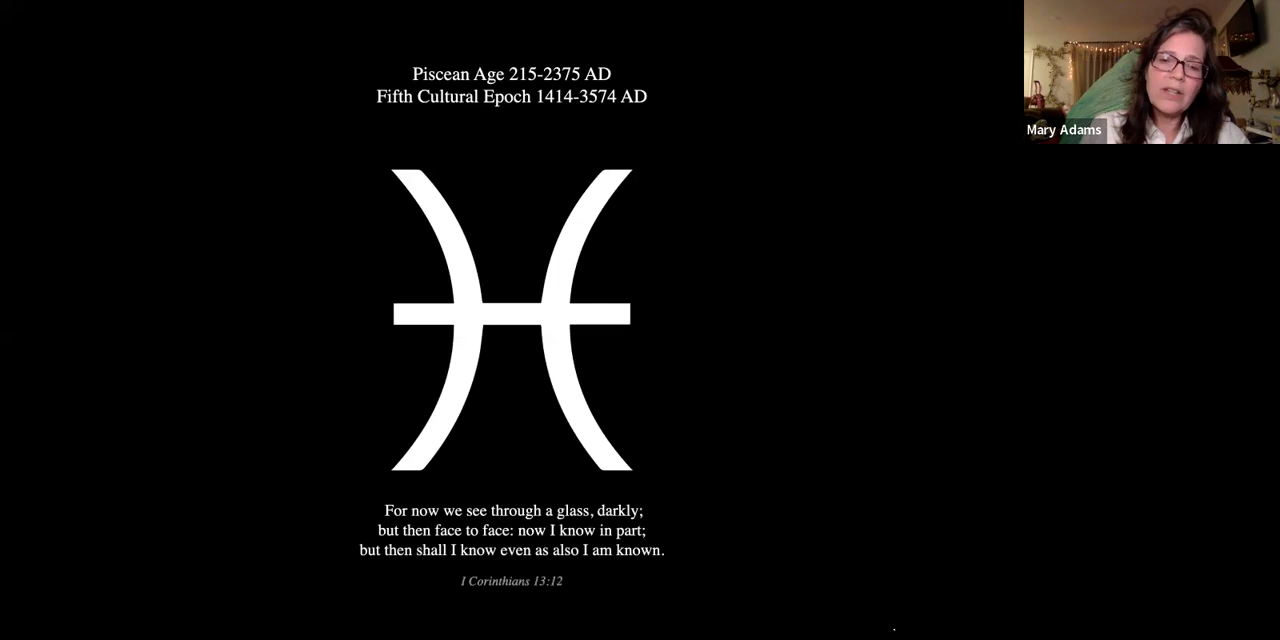 Piscean Age 215-2375 AD
Fifth Cultural Epoch 1414-3574 AD
Mary Adams
For now we see through a glass, darkly;
but then face to face: now I know in part;
but then shall I know even as also I am known.
I Corinthians 13:12